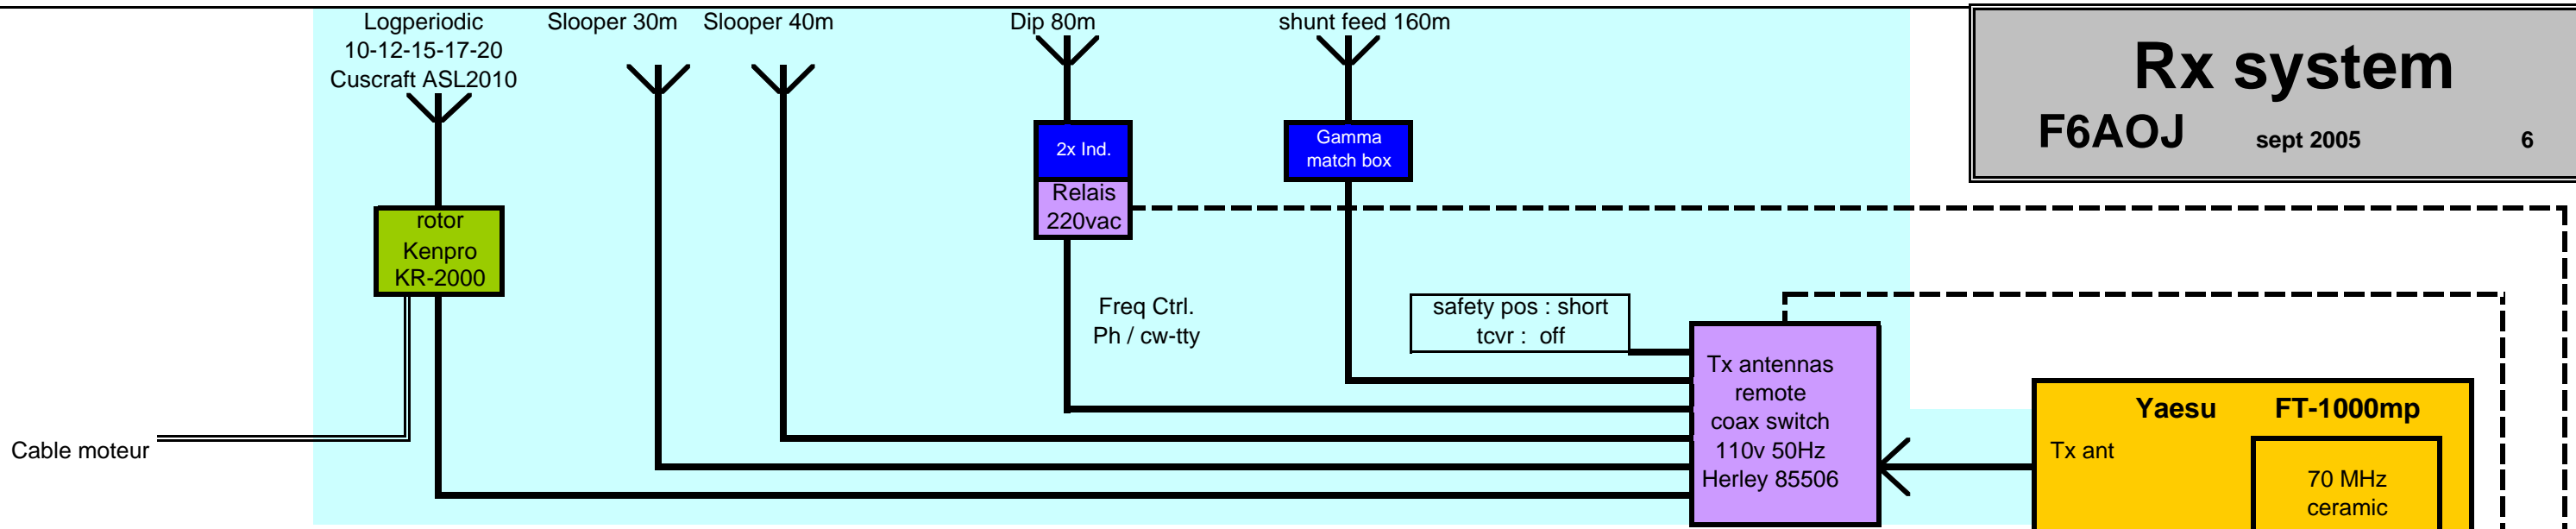 Logperiodic
10-12-15-17-20
Cuscraft ASL2010
Slooper 30m
Slooper 40m
Dip 80m
shunt feed 160m
Rx system
F6AOJ sept 2005 6
2x Ind.
Relais
220vac
Gamma
match box
rotor
Kenpro
KR-2000
Freq Ctrl.
Ph / cw-tty
safety pos : short
tcvr : off
Tx antennas
remote
coax switch
110v 50Hz
Herley 85506
Cable moteur
Yaesu FT-1000mp
Tx ant
70 MHz
ceramic